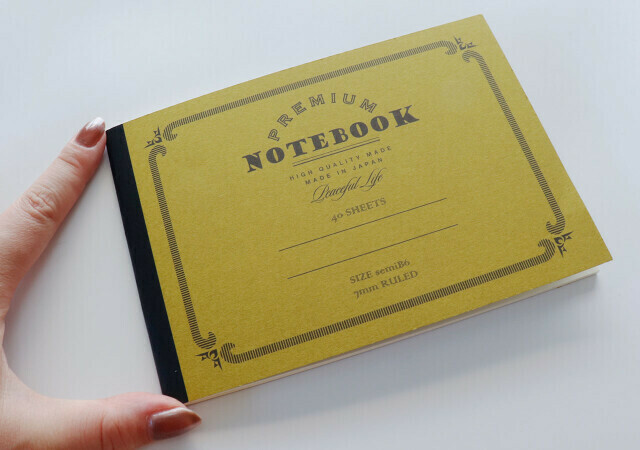 PREMIUM
NOTEBOOK
HIGH QUALITY MADE
MADE IN JAPAN
Peaceful Life
40 SHEETS
SIZE semiB6
7mm RULED